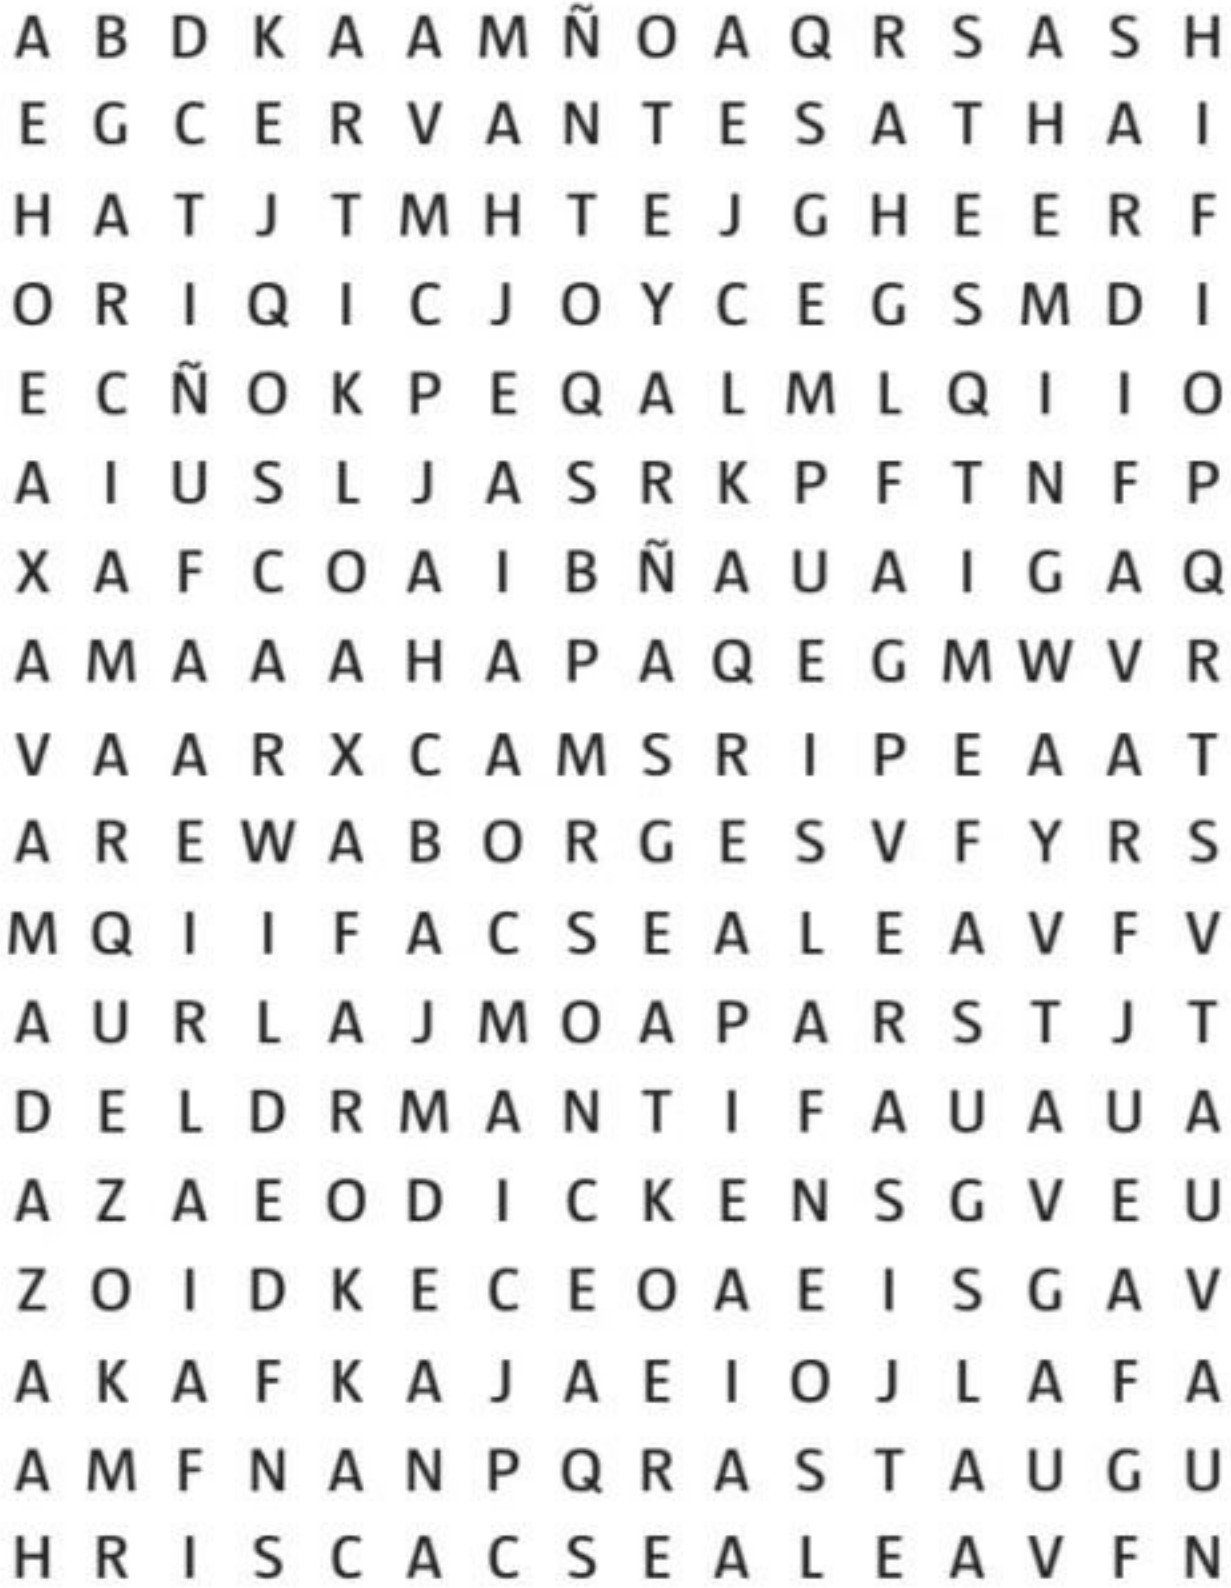 A B D K A A M Ñ O A Q R S A S H
E G C E R V A N T E S A T H A I
H A T J T M H T E J G H E E R F
O R I Q I C J O Y C E G S M D I
E C Ñ O K P E Q A L M L Q I I O
A I U S L J A S R K P F T N F P
X A F C O A I B Ñ A U A I G A Q
A M A A A H A P A Q E G M W V R
V A A R X C A M S R I P E A A T
A R E W A B O R G E S V F Y R S
M Q I I F A C S E A L E A V F V
A U R L A J M O A P A R S T J T
D E L D R M A N T I F A U A U A
A Z A E O D I C K E N S G V E U
Z O I D K E C E O A E I S G A V
A K A F K A J A E I O J L A F A
A M F N A N P Q R A S T A U G U
H R I S C A C S E A L E A V F N